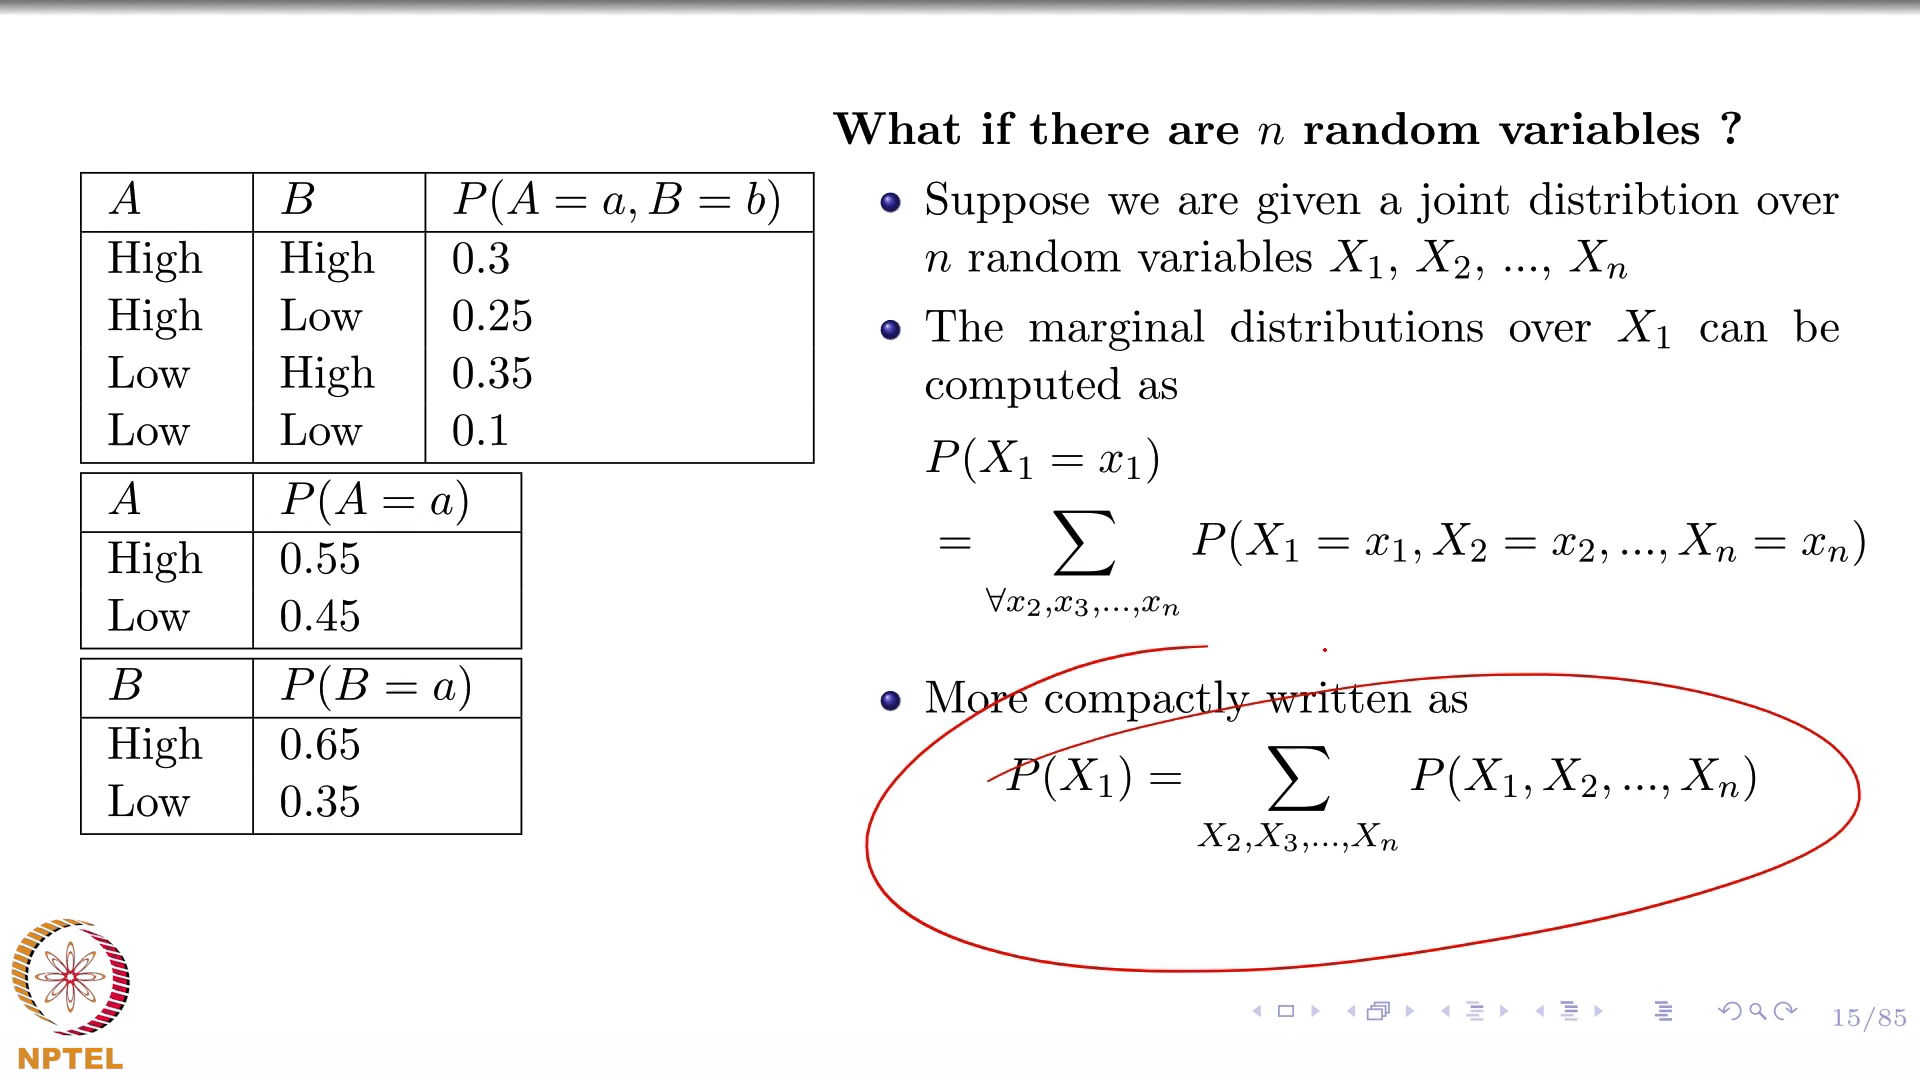 What if there are n random variables ?
A B P(A = a, B = b)
High High 0.3
High Low 0.25
Low High 0.35
Low Low 0.1
A P(A = a)
High 0.55
Low 0.45
B P(B = a)
High 0.65
Low 0.35
Suppose we are given a joint distribtion over
n random variables X₁, X₂, ..., Xₙ
The marginal distributions over X₁ can be
computed as
P(X₁ = x₁)
= ∑ P(X₁ = x₁, X₂ = x₂, ..., Xₙ = xₙ)
∀x₂,x₃,...,xₙ
More compactly written as
P(X₁) = ∑ P(X₁, X₂, ..., Xₙ)
X₂,X₃,...,Xₙ
NPTEL
15/85